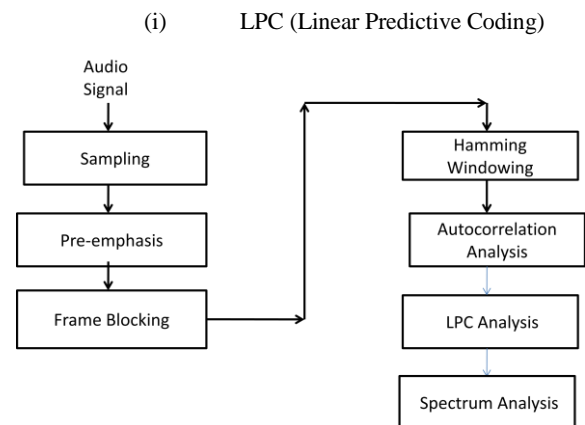 (i) LPC (Linear Predictive Coding)
Audio
Signal
Sampling
Pre-emphasis
Frame Blocking
Hamming
Windowing
Autocorrelation
Analysis
LPC Analysis
Spectrum Analysis